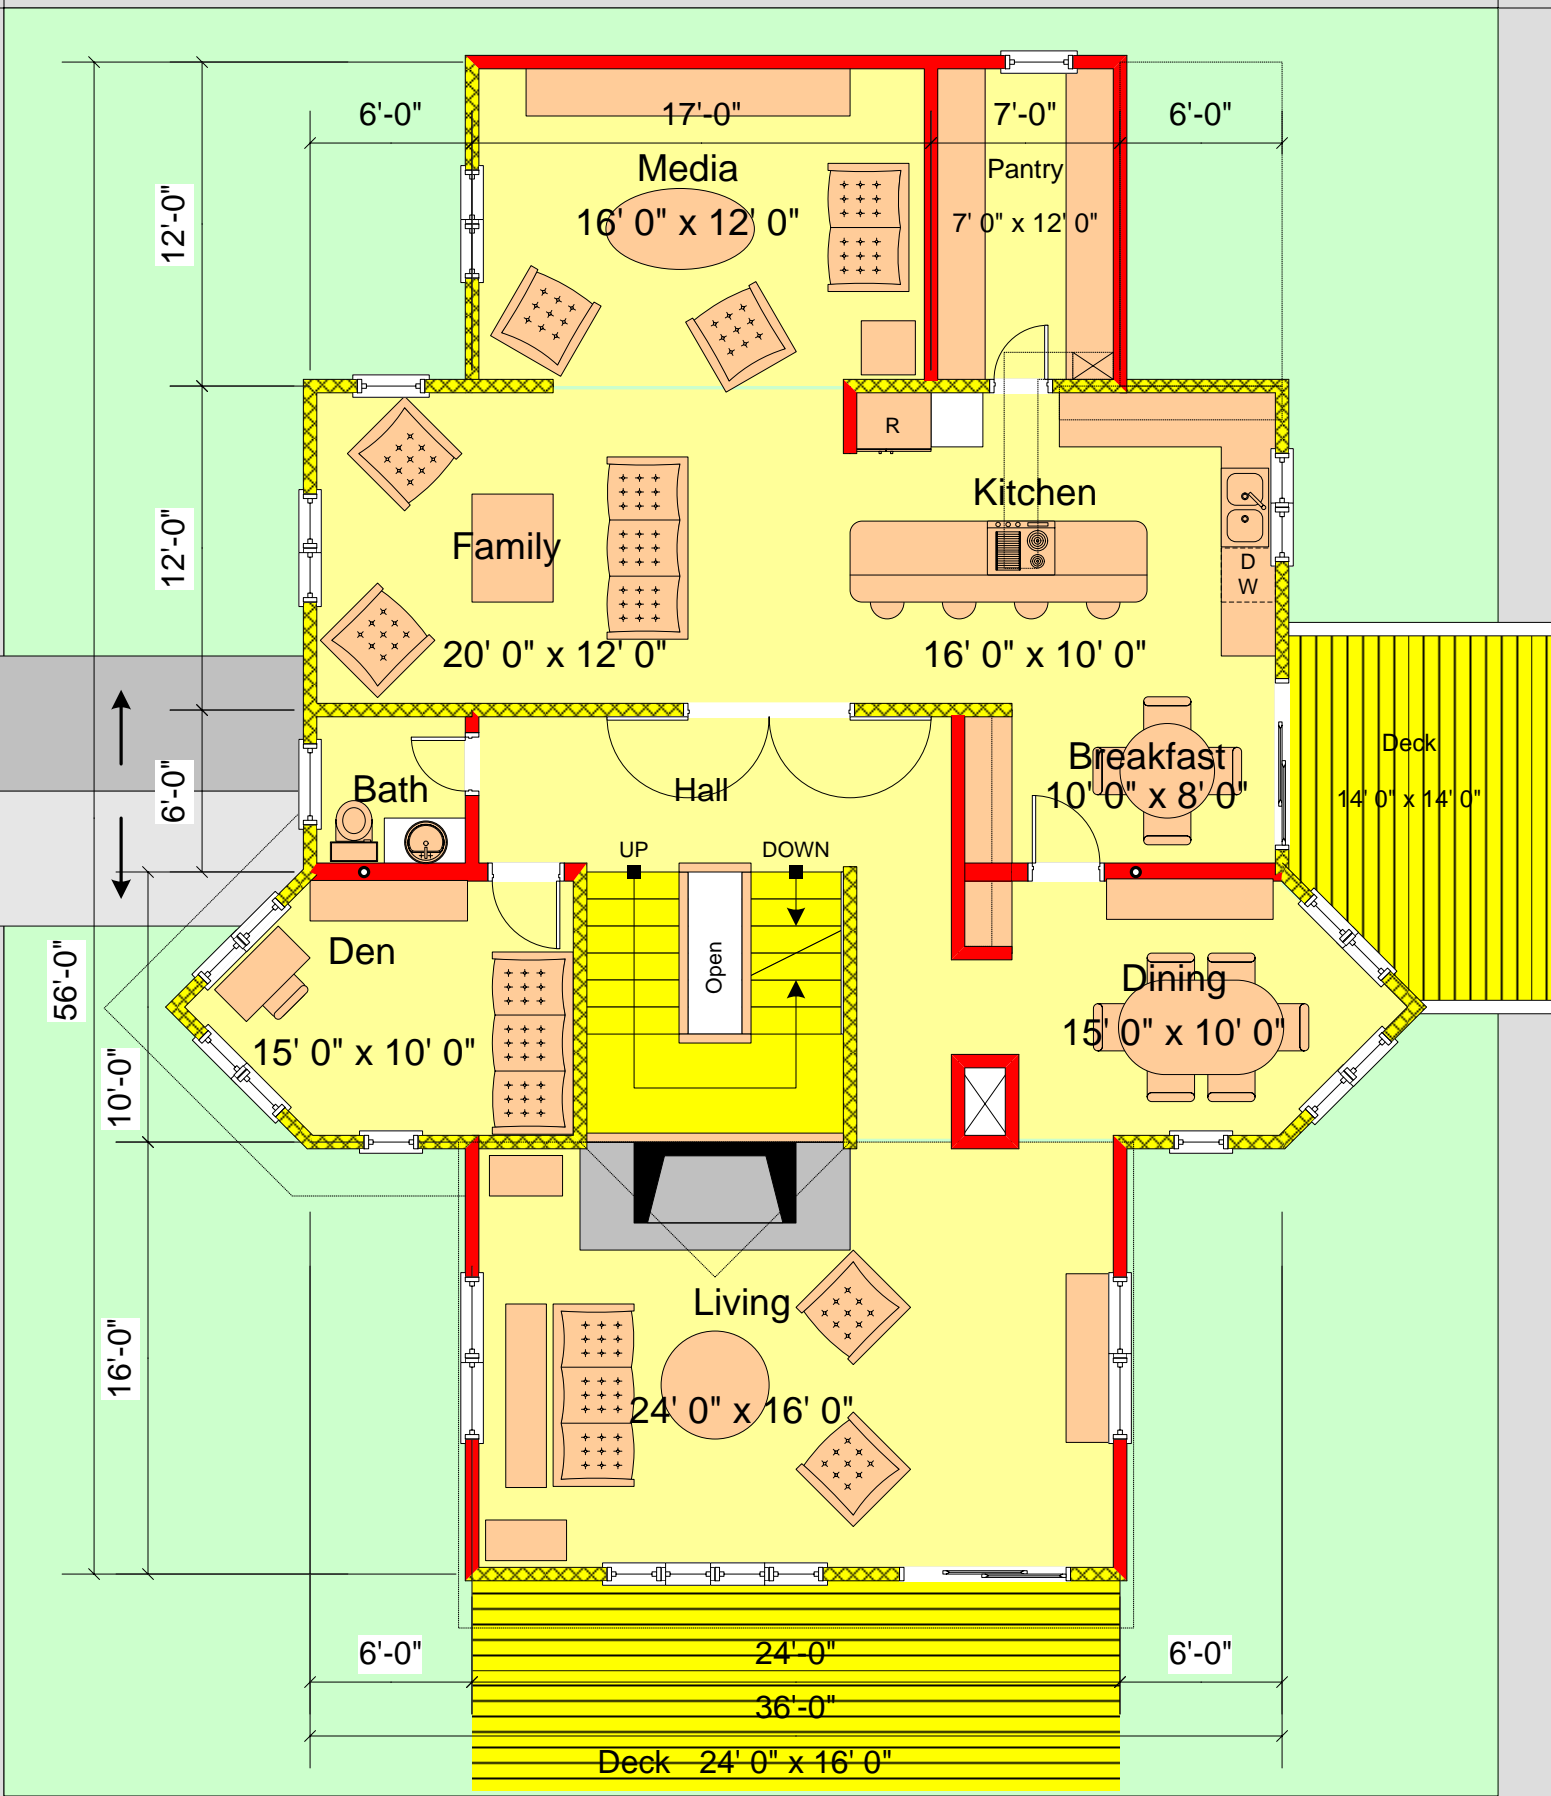 6'-0"
17'-0"
7'-0"
6'-0"
Media
16' 0" x 12' 0"
Pantry
7' 0" x 12' 0"
12'-0"
R
Kitchen
Family
12'-0"
D
W
20' 0" x 12' 0"
16' 0" x 10' 0"
Deck
14' 0" x 14' 0"
Breakfast
10' 0" x 8' 0"
Bath
Hall
6'-0"
UP
DOWN
Den
Open
Dining
56'-0"
15' 0" x 10' 0"
15' 0" x 10' 0"
10'-0"
Living
16'-0"
24' 0" x 16' 0"
6'-0"
24'-0"
6'-0"
36'-0"
Deck 24' 0" x 16' 0"